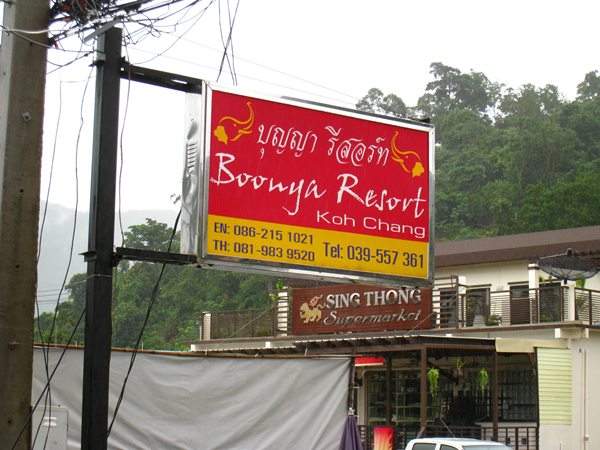 บุญญา รีสอร์ท
Boonya Resort
Koh Chang
EN: 086-215 1021
TH: 081-983 9520
Tel: 039-557 361
SING THONG
Supermarket